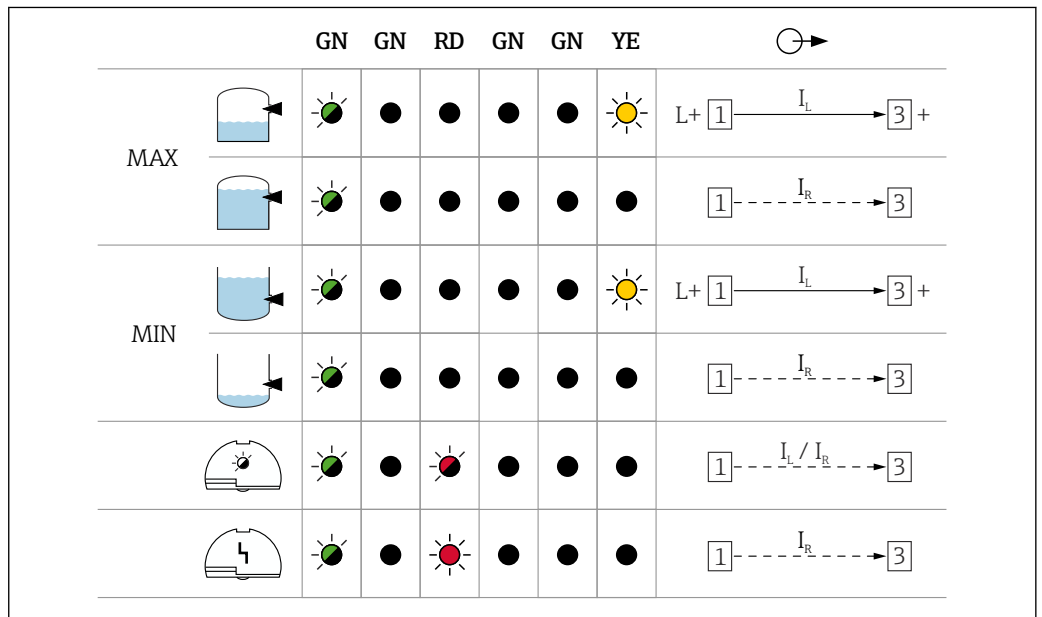 GN GN RD GN GN YE
MAX
L+ 1 I_L 3 +
1 I_R 3
MIN
L+ 1 I_L 3 +
1 I_R 3
1 I_L / I_R 3
1 I_R 3